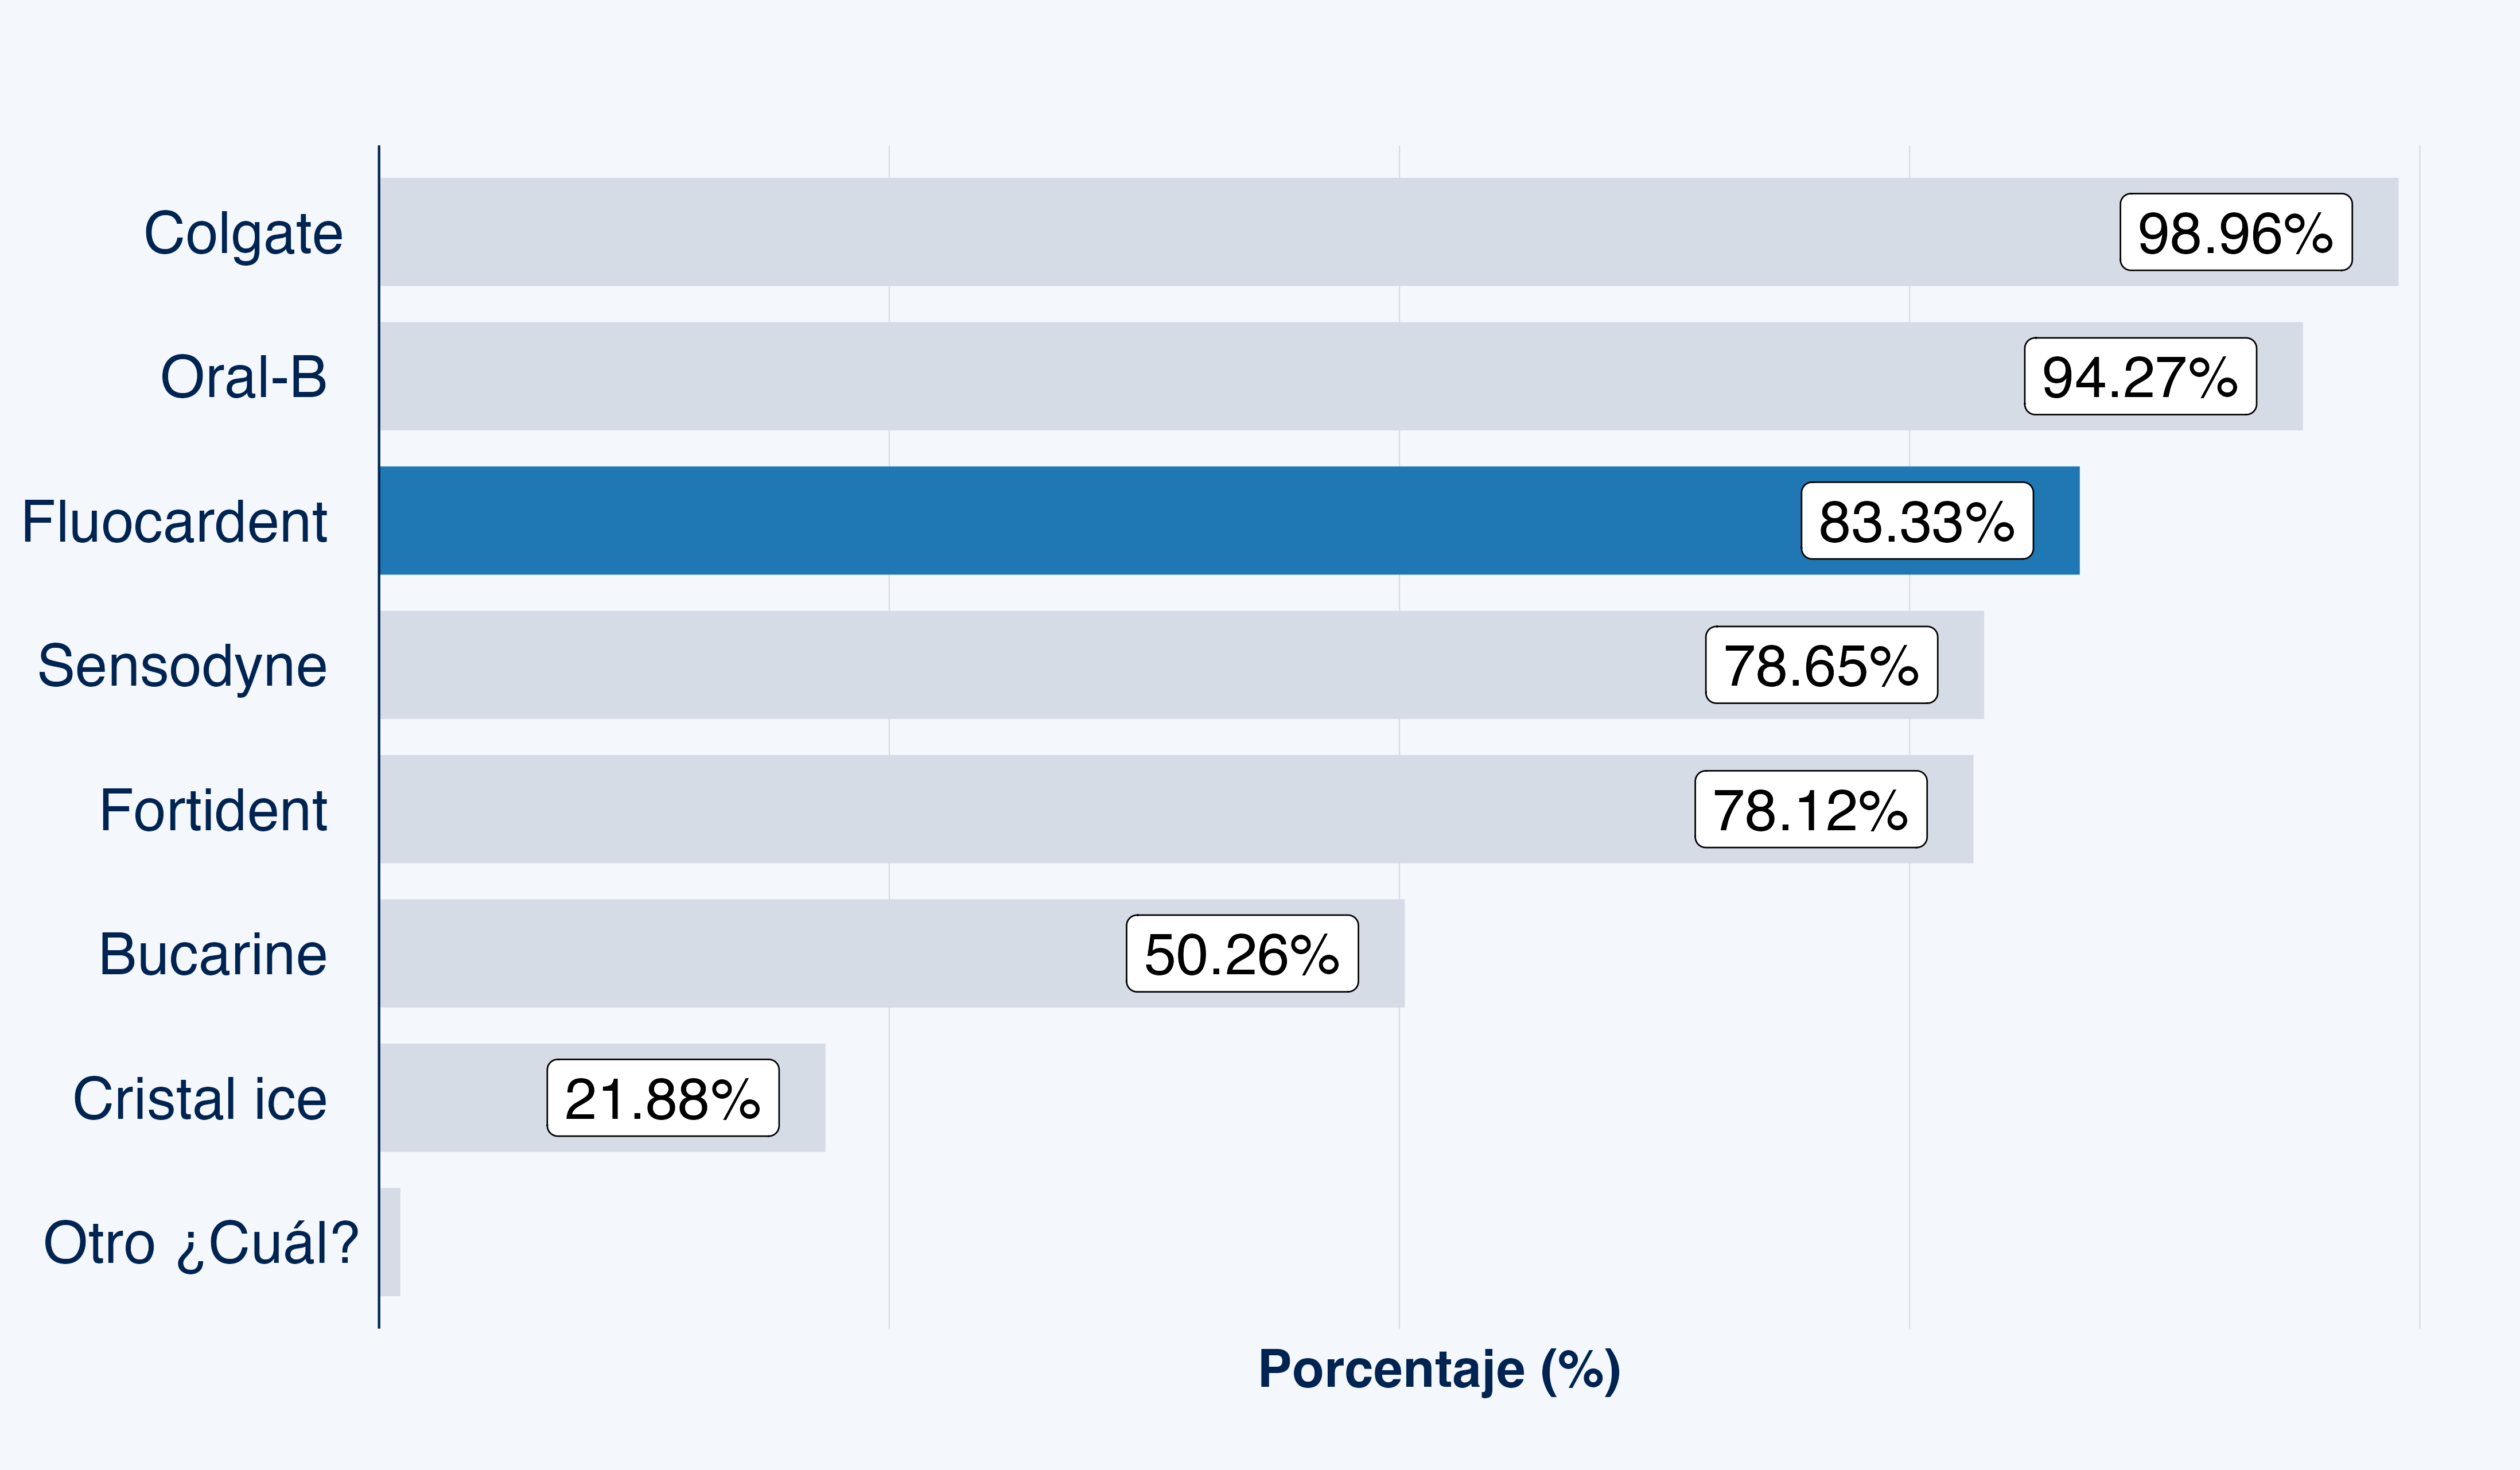 Colgate 98.96%
Oral-B 94.27%
Fluocardent 83.33%
Sensodyne 78.65%
Fortident 78.12%
Bucarine 50.26%
Cristal ice 21.88%
Otro ¿Cuál?
Porcentaje (%)